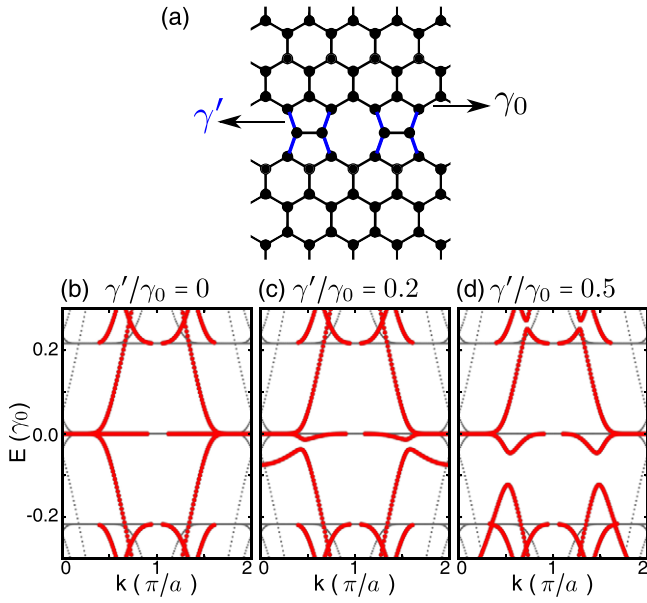 (a)
γ′
γ0
(b) γ′/γ0 = 0
(c) γ′/γ0 = 0.2
(d) γ′/γ0 = 0.5
E (γ0)
0.2
0.0
-0.2
0 1 2
0 1 2
0 1 2
k ( π/a )
k ( π/a )
k ( π/a )